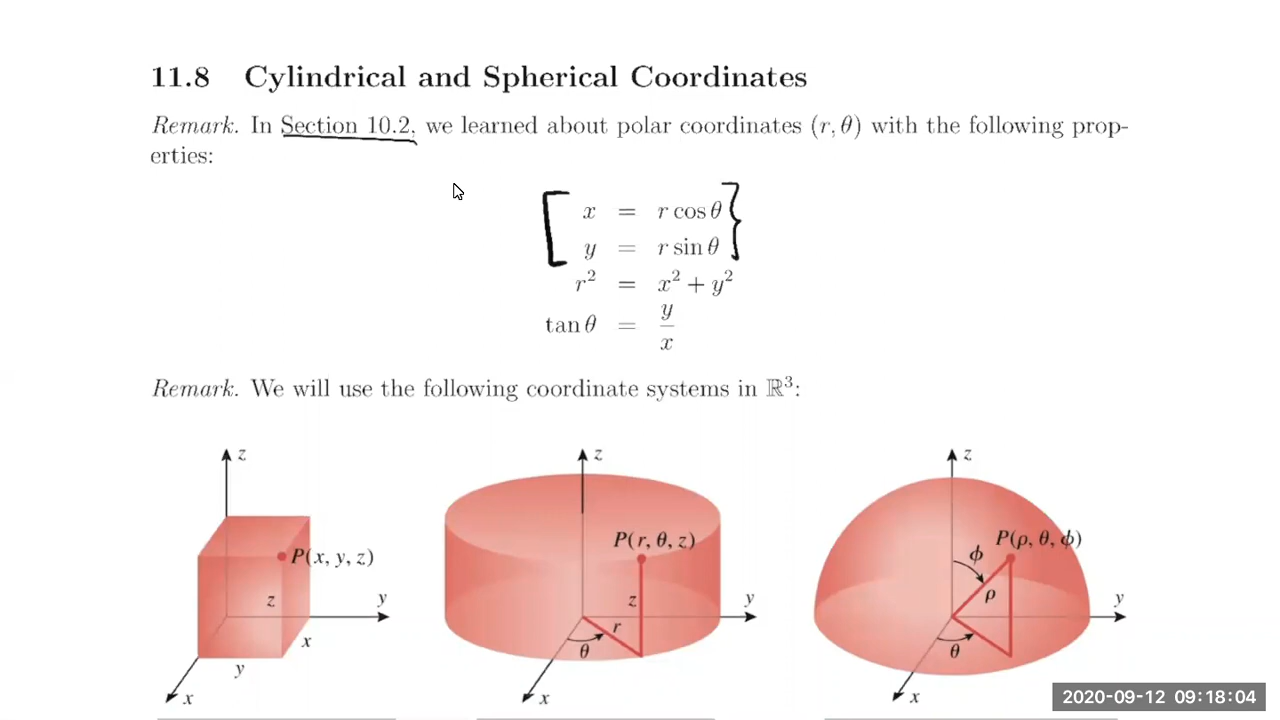 11.8 Cylindrical and Spherical Coordinates
Remark. In Section 10.2, we learned about polar coordinates (r, θ) with the following prop-
erties:
x = r cos θ
y = r sin θ
r² = x² + y²
tan θ = y/x
Remark. We will use the following coordinate systems in ℝ³:
z
P(x, y, z)
z
y
x
y
x
z
P(r, θ, z)
z
y
r
θ
x
z
P(ρ, θ, ϕ)
ϕ
ρ
y
θ
x
2020-09-12 09:18:04